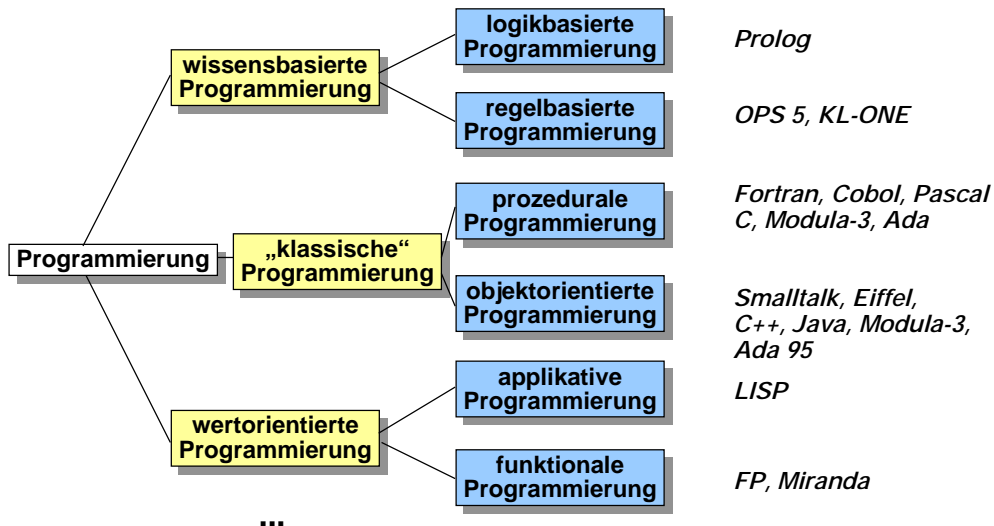 logikbasierte
Programmierung
Prolog
wissensbasierte
Programmierung
regelbasierte
Programmierung
OPS 5, KL-ONE
prozedurale
Programmierung
Fortran, Cobol, Pascal
C, Modula-3, Ada
Programmierung
„klassische“
Programmierung
objektorientierte
Programmierung
Smalltalk, Eiffel,
C++, Java, Modula-3,
Ada 95
applikative
Programmierung
LISP
wertorientierte
Programmierung
funktionale
Programmierung
FP, Miranda
...